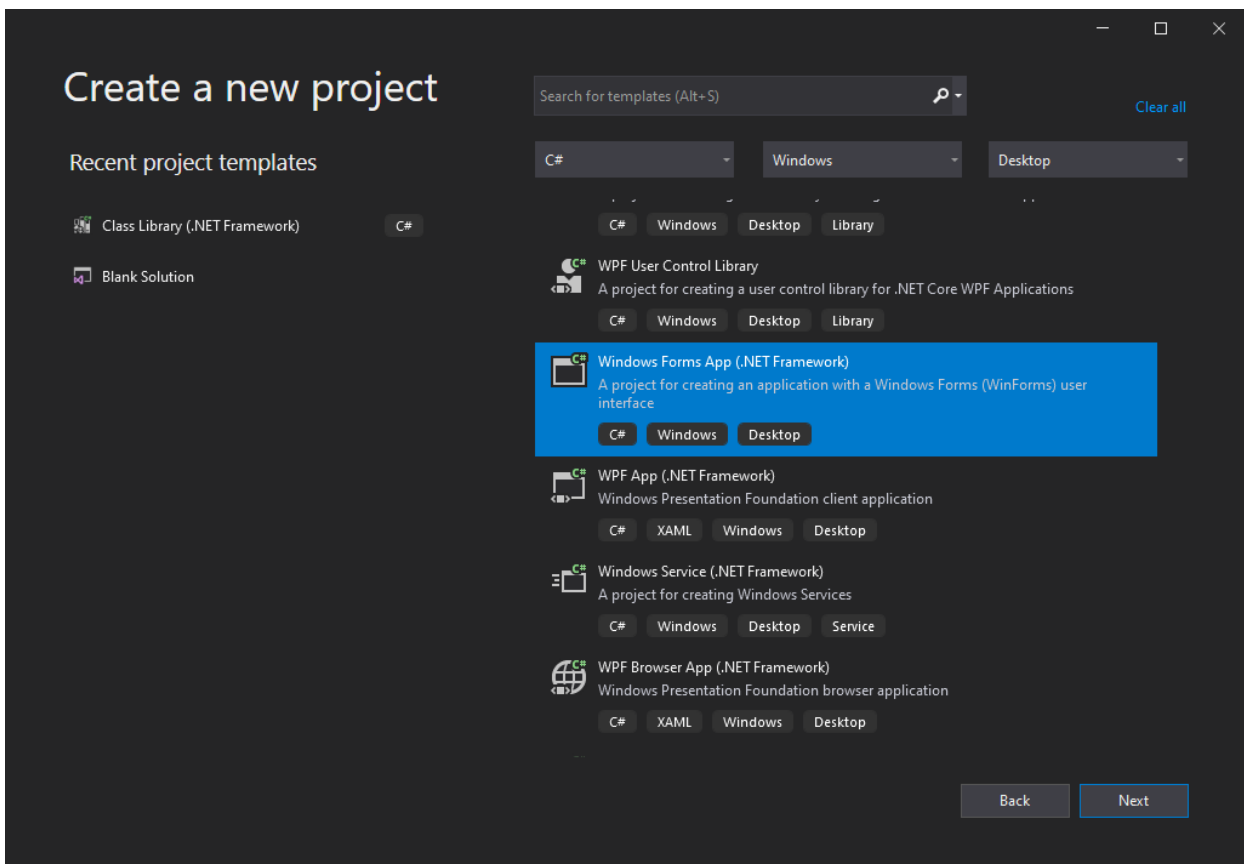 Create a new project
Search for templates (Alt+S)
Clear all
Recent project templates
C#
Windows
Desktop
Class Library (.NET Framework)
C#
Blank Solution
C# Windows Desktop Library
WPF User Control Library
A project for creating a user control library for .NET Core WPF Applications
C# Windows Desktop Library
Windows Forms App (.NET Framework)
A project for creating an application with a Windows Forms (WinForms) user
interface
C# Windows Desktop
WPF App (.NET Framework)
Windows Presentation Foundation client application
C# XAML Windows Desktop
Windows Service (.NET Framework)
A project for creating Windows Services
C# Windows Desktop Service
WPF Browser App (.NET Framework)
Windows Presentation Foundation browser application
C# XAML Windows Desktop
Back
Next